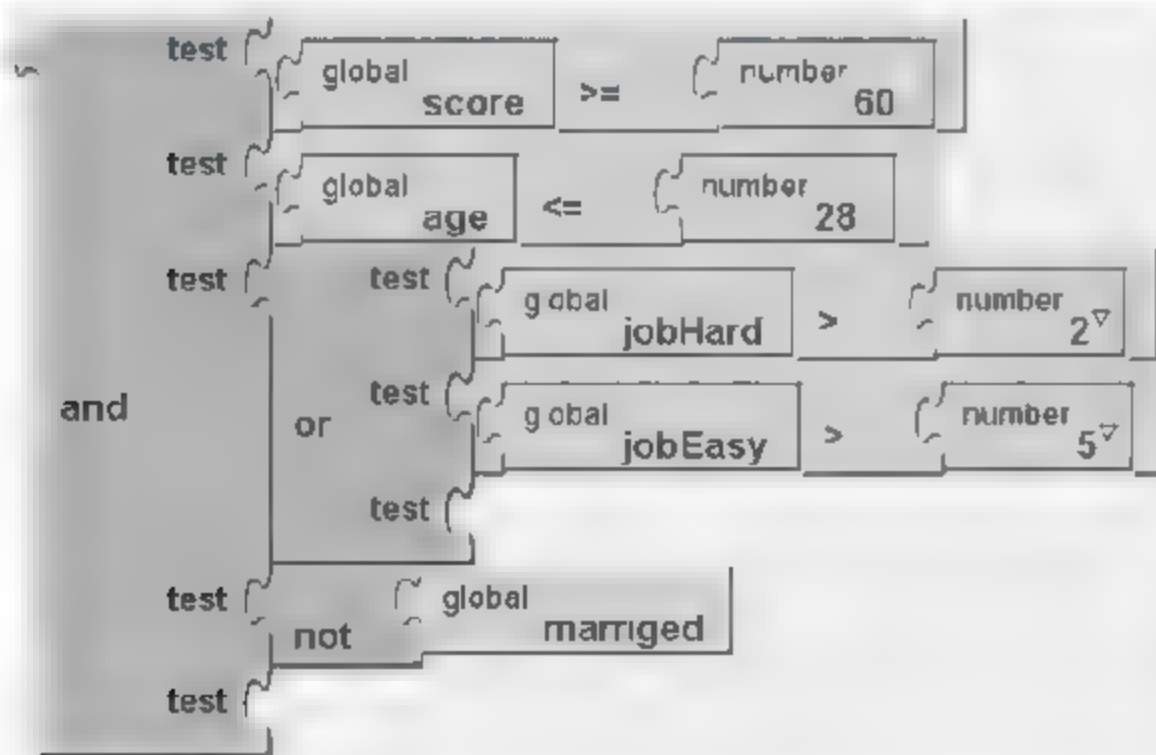 test global score >= number 60
test global age <= number 28
test test global jobHard > number 2
and or test global jobEasy > number 5
test
test not global marriged
test